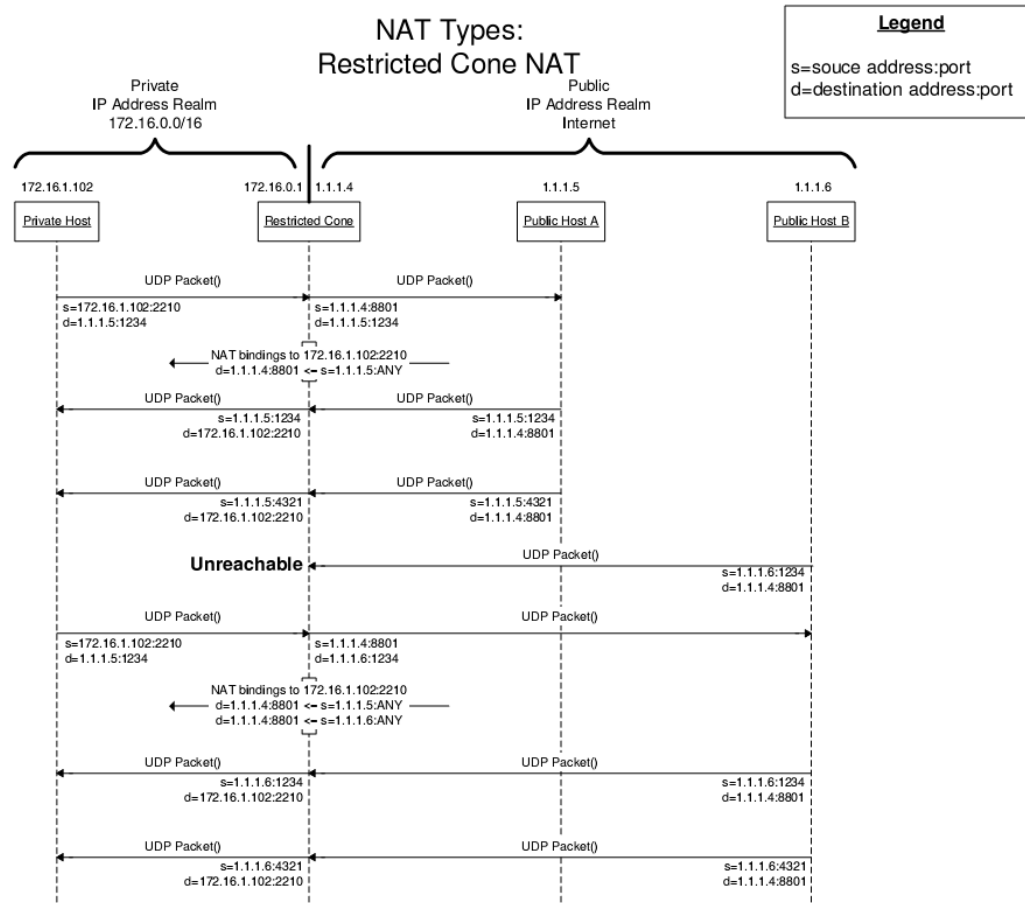 NAT Types:
Restricted Cone NAT
Legend
s=souce address:port
d=destination address:port
Private
IP Address Realm
172.16.0.0/16
Public
IP Address Realm
Internet
172.16.1.102
172.16.0.1
1.1.1.4
1.1.1.5
1.1.1.6
Private Host
Restricted Cone
Public Host A
Public Host B
UDP Packet()
UDP Packet()
s=172.16.1.102:2210
d=1.1.1.5:1234
s=1.1.1.4:8801
d=1.1.1.5:1234
NAT bindings to 172.16.1.102:2210
d=1.1.1.4:8801 <- s=1.1.1.5:ANY
UDP Packet()
UDP Packet()
s=1.1.1.5:1234
d=172.16.1.102:2210
s=1.1.1.5:1234
d=1.1.1.4:8801
UDP Packet()
UDP Packet()
s=1.1.1.5:4321
d=172.16.1.102:2210
s=1.1.1.5:4321
d=1.1.1.4:8801
Unreachable
UDP Packet()
s=1.1.1.6:1234
d=1.1.1.4:8801
UDP Packet()
UDP Packet()
s=172.16.1.102:2210
d=1.1.1.5:1234
s=1.1.1.4:8801
d=1.1.1.6:1234
NAT bindings to 172.16.1.102:2210
d=1.1.1.4:8801 <- s=1.1.1.5:ANY
d=1.1.1.4:8801 <- s=1.1.1.6:ANY
UDP Packet()
UDP Packet()
s=1.1.1.6:1234
d=172.16.1.102:2210
s=1.1.1.6:1234
d=1.1.1.4:8801
UDP Packet()
UDP Packet()
s=1.1.1.6:4321
d=172.16.1.102:2210
s=1.1.1.6:4321
d=1.1.1.4:8801